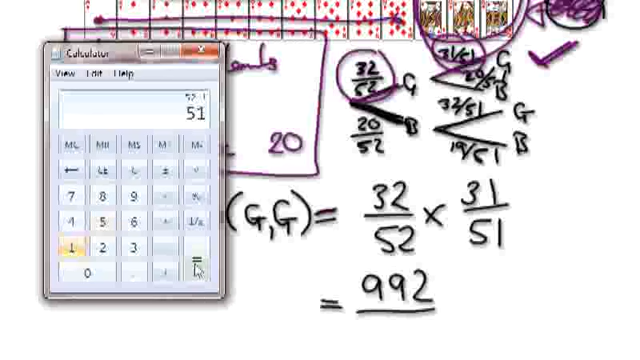 Calculator
View Edit Help
51
MC MR MS M+ M-
7 8 9 %
4 5 6 * 1/x
1 2 3 =
0 . +
20
32/52 G
31/51 G
20/51 B
20/52 B
32/51 G
19/51 B
(G,G) = 32/52 × 31/51
= 992